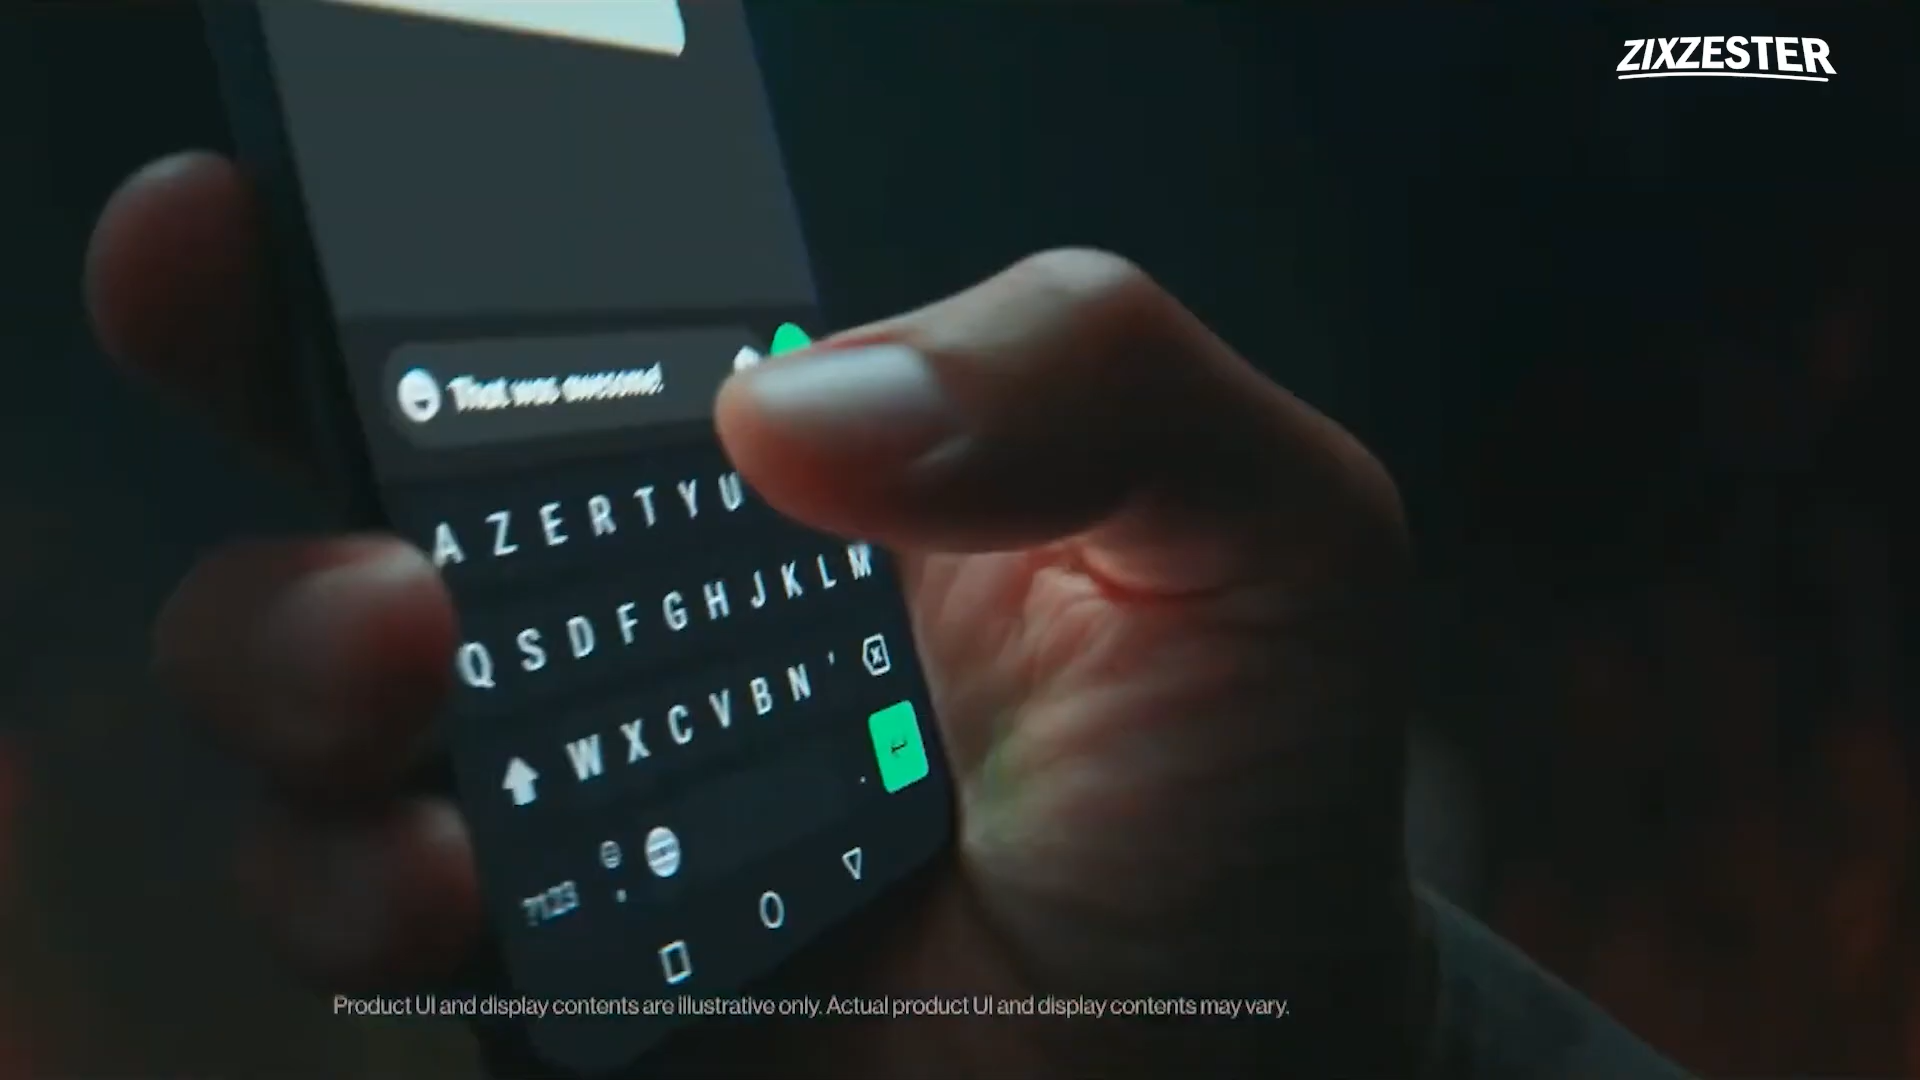 ZIXZESTER
That was awesome!
A Z E R T Y U
Q S D F G H J K L M
W X C V B N '
.
?123 ,
Product UI and display contents are illustrative only. Actual product UI and display contents may vary.